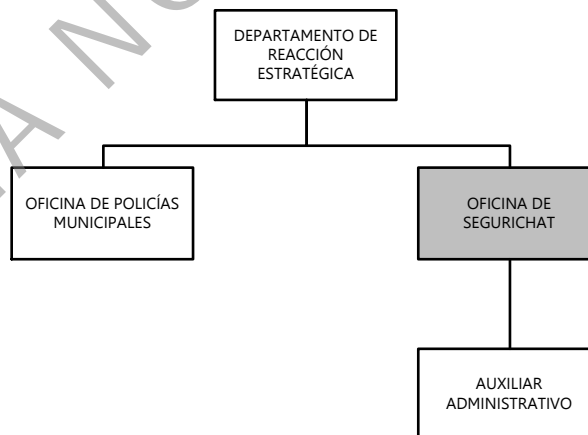 DEPARTAMENTO DE
REACCIÓN
ESTRATÉGICA
OFICINA DE POLICÍAS
MUNICIPALES
OFICINA DE
SEGURICHAT
AUXILIAR
ADMINISTRATIVO